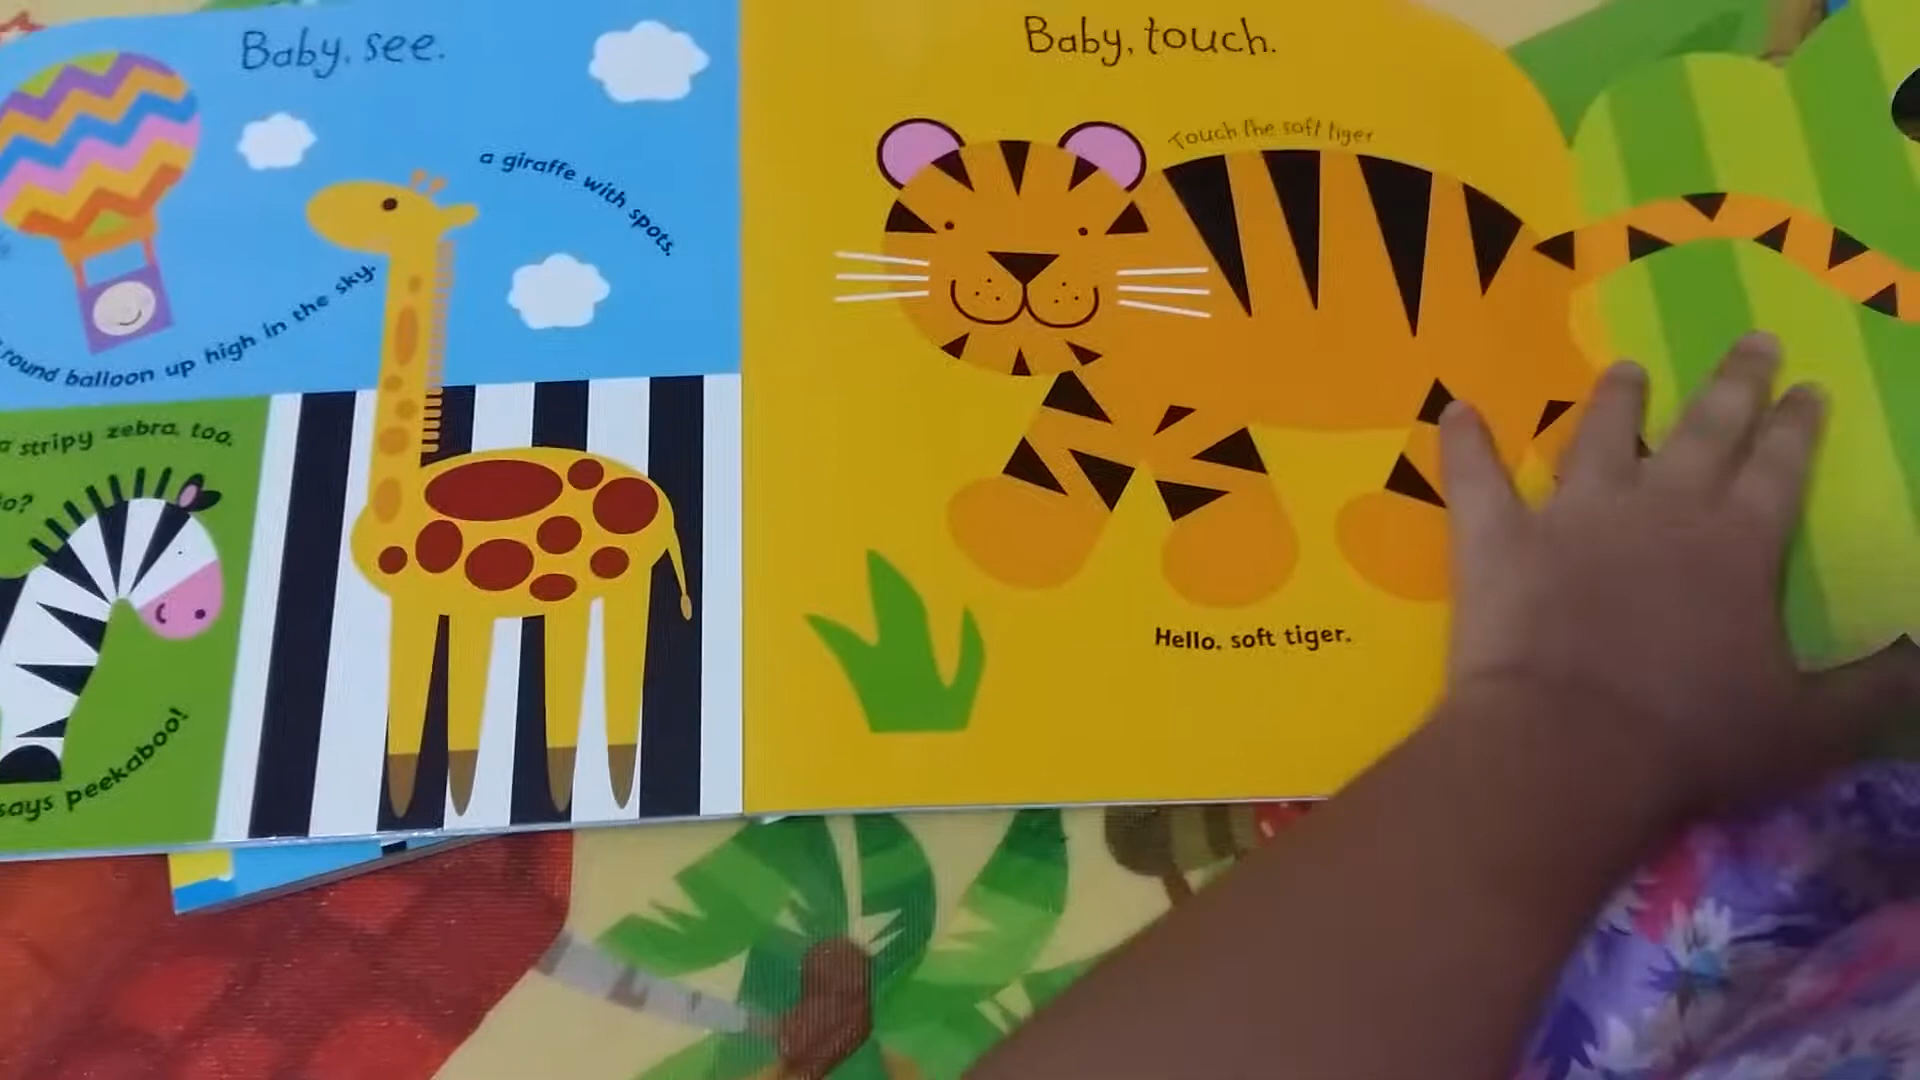 Baby, see.
a giraffe with spots.
round balloon up high in the sky.
a stripy zebra, too.
says peekaboo!
Baby, touch.
Touch the soft tiger
Hello, soft tiger.